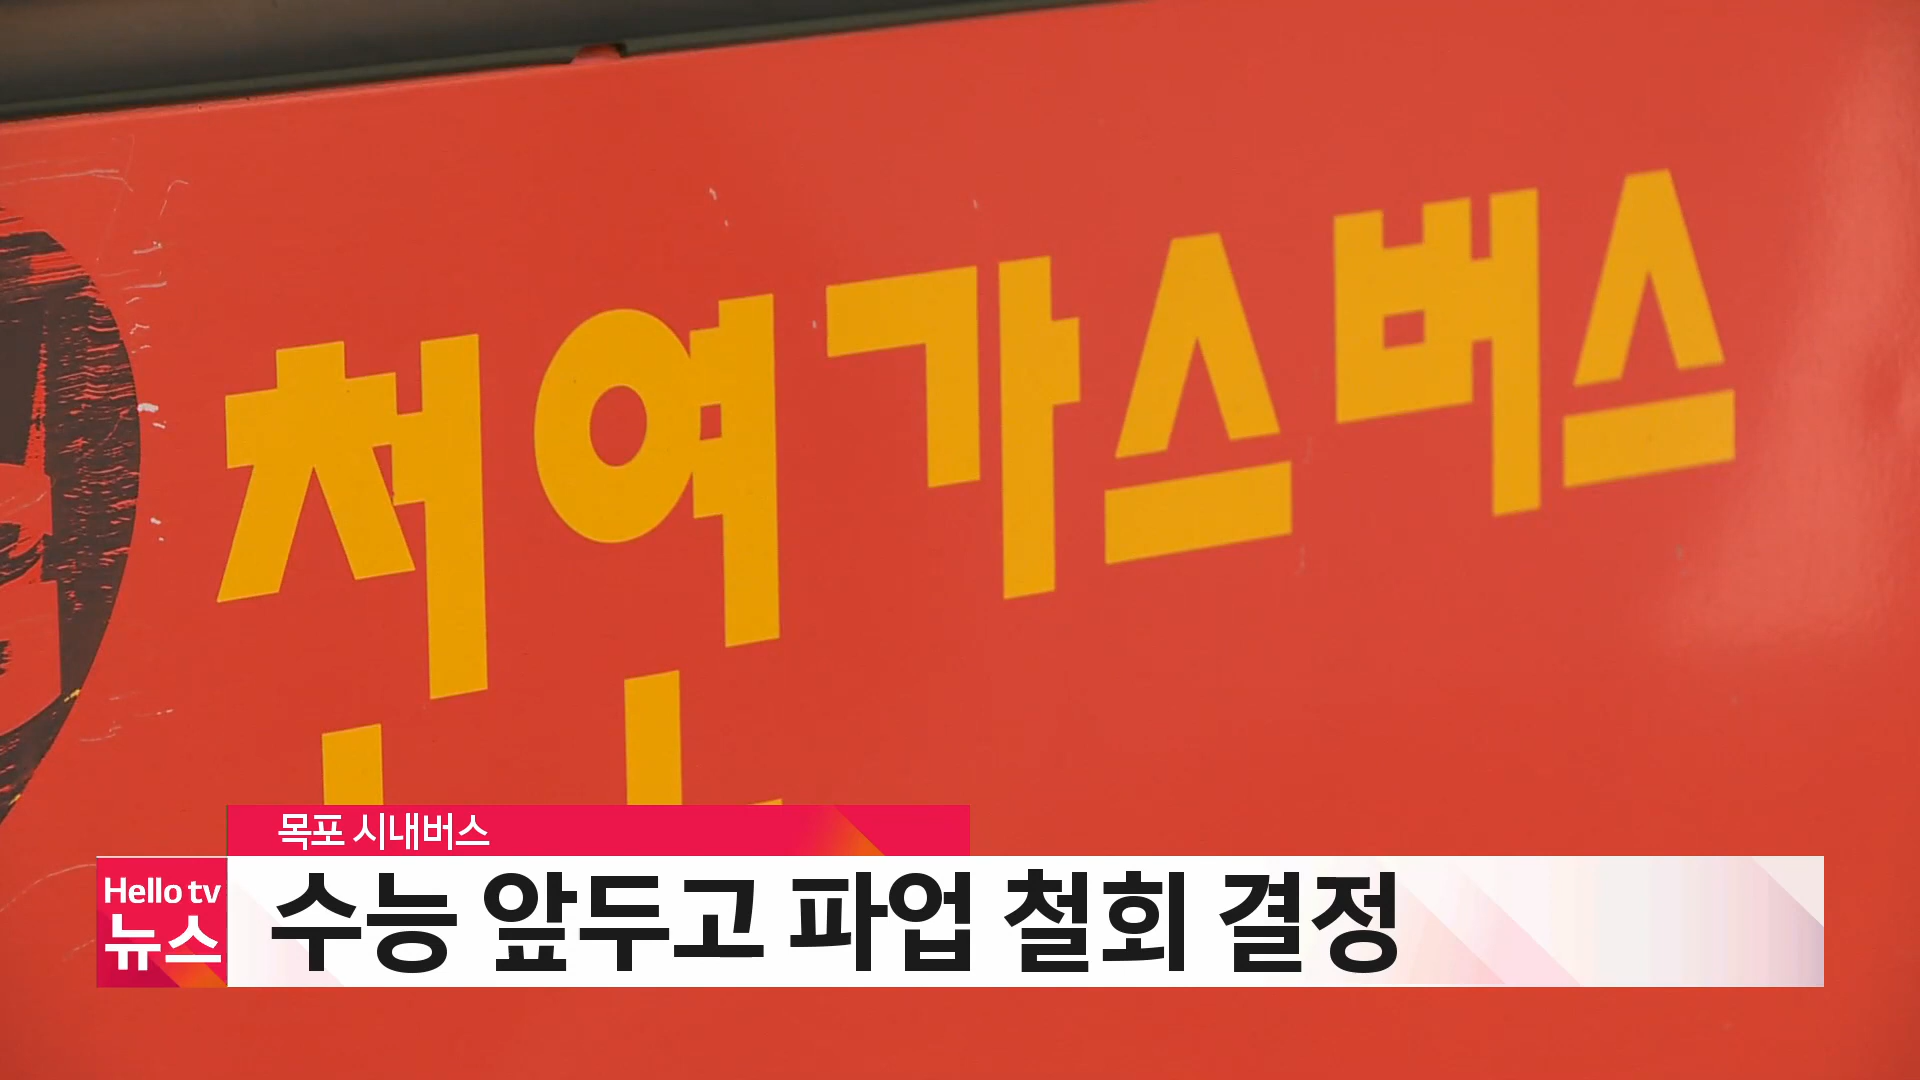 천연가스버스
목포 시내버스
Hello tv
뉴스
수능 앞두고 파업 철회 결정